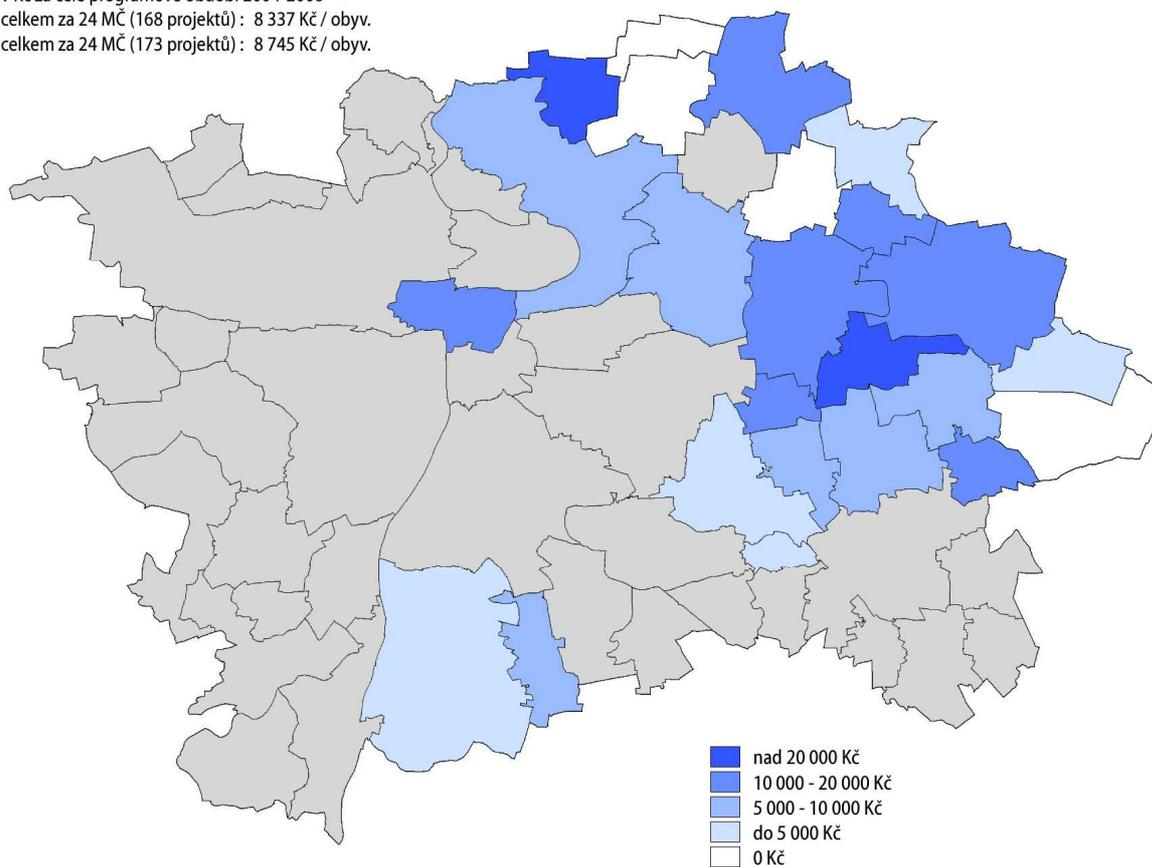 celkem za 24 MČ (168 projektů) : 8 337 Kč / obyv.
celkem za 24 MČ (173 projektů) : 8 745 Kč / obyv.
nad 20 000 Kč
10 000 - 20 000 Kč
5 000 - 10 000 Kč
do 5 000 Kč
0 Kč